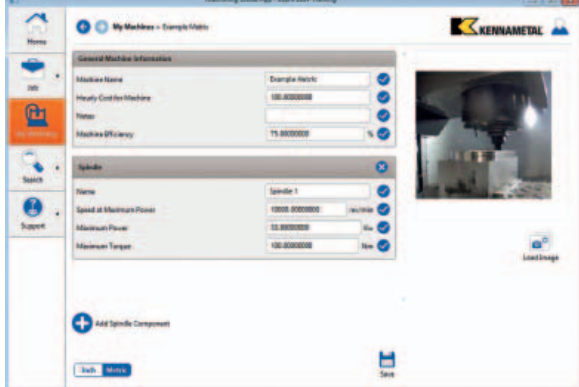 My Machines > Example Metric
KENNAMETAL
Home
Job
My Machines
Search
Support
General Machine Information
Machine Name
Example Metric
Hourly Cost for Machine
100.00000000
Notes
Machine Efficiency
75.00000000
%
Spindle
Name
Spindle 1
Speed at Maximum Power
10000.00000000
rev/min
Maximum Power
Kw
Maximum Torque
100.00000000
Nm
Load Image
Add Spindle Component
Inch
Metric
Save